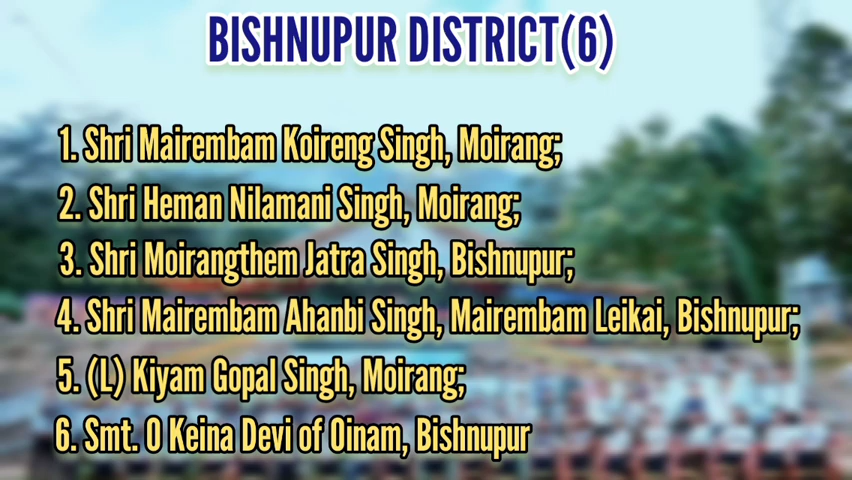 BISHNUPUR DISTRICT(6)
1. Shri Mairembam Koireng Singh, Moirang;
2. Shri Heman Nilamani Singh, Moirang;
3. Shri Moirangthem Jatra Singh, Bishnupur;
4. Shri Mairembam Ahanbi Singh, Mairembam Leikai, Bishnupur;
5. (L) Kiyam Gopal Singh, Moirang;
6. Smt. O Keina Devi of Oinam, Bishnupur